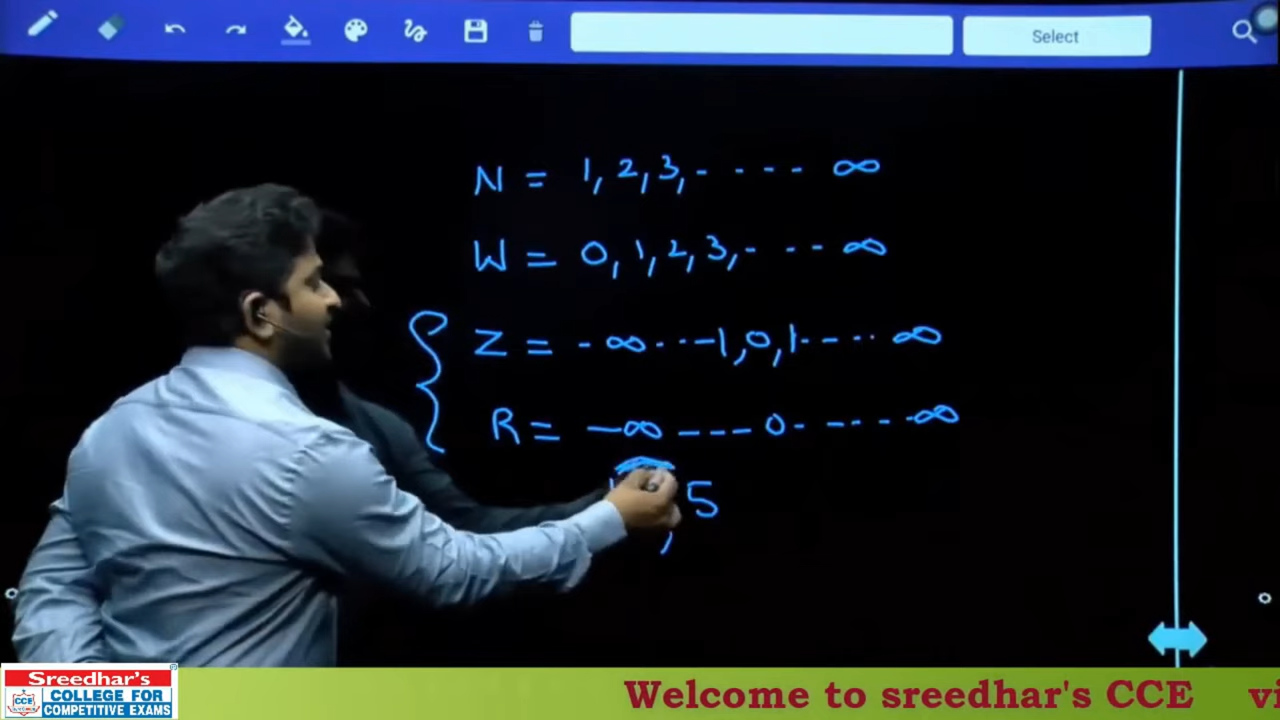 Select
N = 1, 2, 3, - - - - ∞
W = 0, 1, 2, 3, - - - - ∞
Z = - ∞ - - - -1, 0, 1 - - - - - ∞
R = -∞ - - - 0 - - - - - ∞
, 5
Sreedhar's
CCE
COLLEGE FOR
COMPETITIVE EXAMS
Welcome to sreedhar's CCE